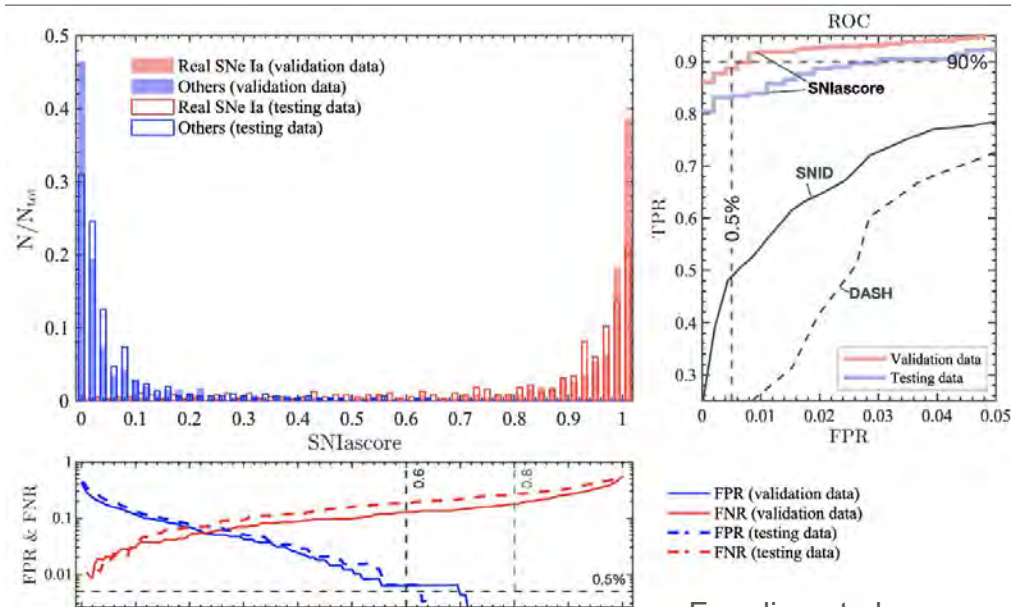 0.5
0.4
0.3
0.2
0.1
0
N/N_tot
Real SNe Ia (validation data)
Others (validation data)
Real SNe Ia (testing data)
Others (testing data)
0 0.1 0.2 0.3 0.4 0.5 0.6 0.7 0.8 0.9 1
SNIascore
ROC
0.9
0.8
0.7
0.6
0.5
0.4
0.3
TPR
90%
SNIascore
SNID
0.5%
DASH
Validation data
Testing data
0 0.01 0.02 0.03 0.04 0.05
FPR
1
0.1
0.01
FPR & FNR
0.6
0.8
0.5%
FPR (validation data)
FNR (validation data)
FPR (testing data)
FNR (testing data)